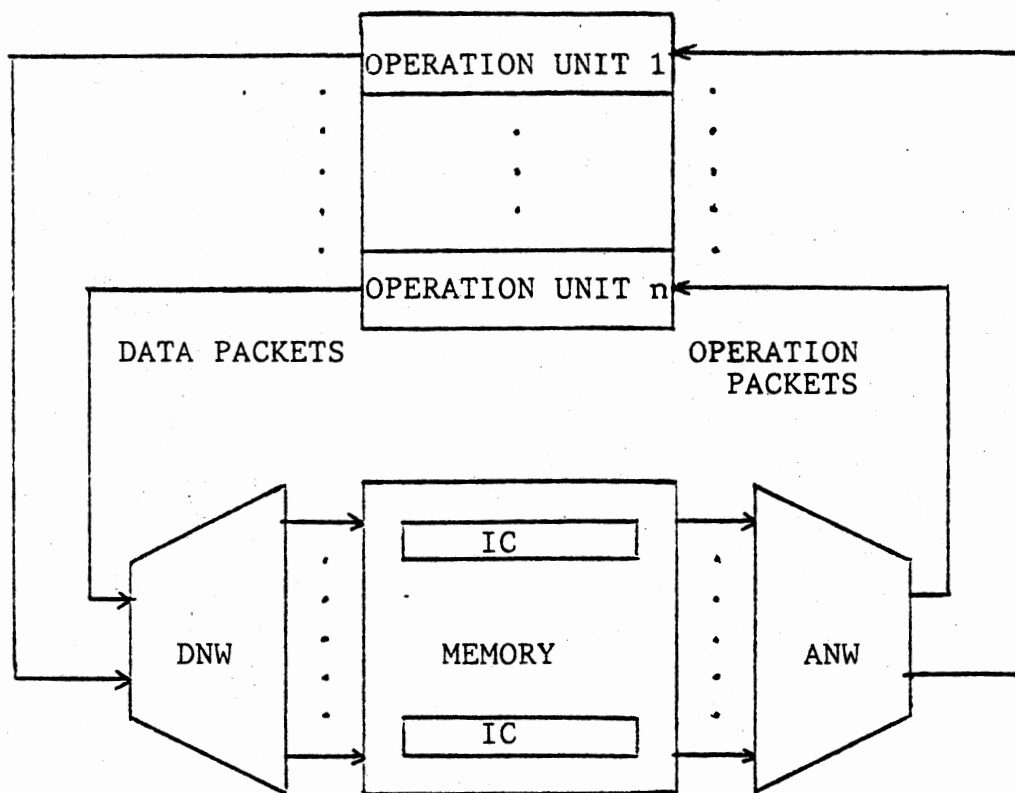 OPERATION UNIT 1
OPERATION UNIT n
DATA PACKETS
OPERATION
PACKETS
IC
DNW
MEMORY
ANW
IC